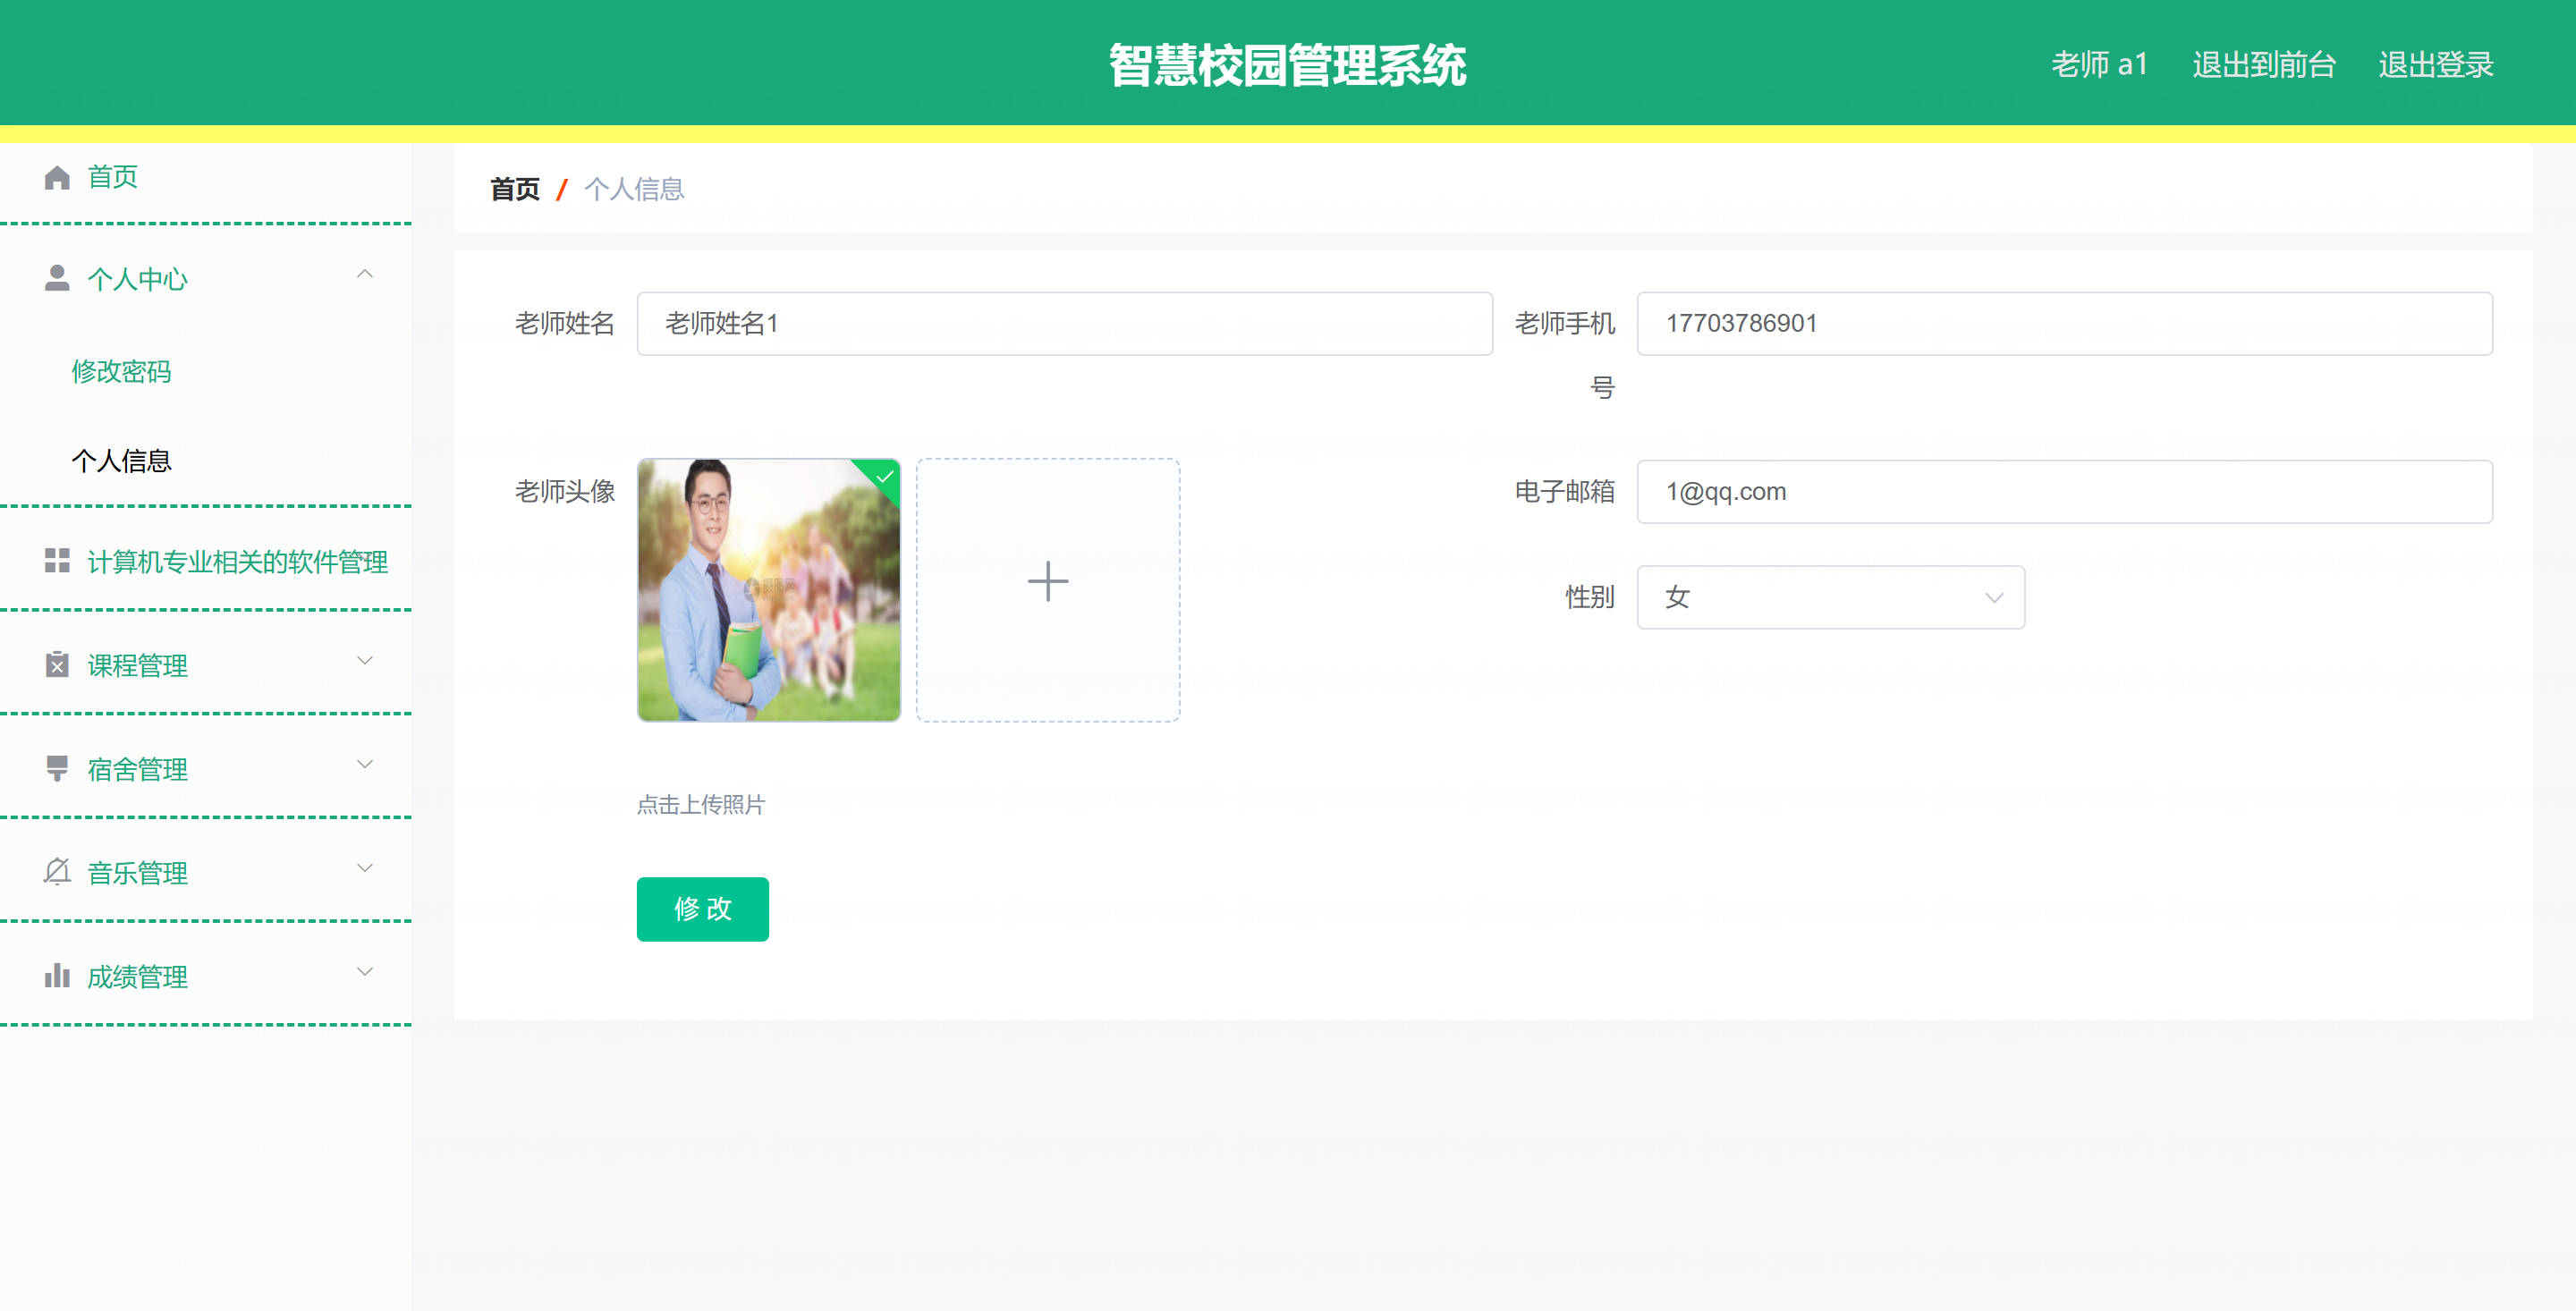 智慧校园管理系统
老师 a1 退出到前台 退出登录
首页
个人中心
修改密码
个人信息
计算机专业相关的软件管理
课程管理
宿舍管理
音乐管理
成绩管理
首页 / 个人信息
老师姓名 老师姓名1
老师手机号 17703786901
老师头像
电子邮箱 1@qq.com
性别 女
点击上传照片
修 改